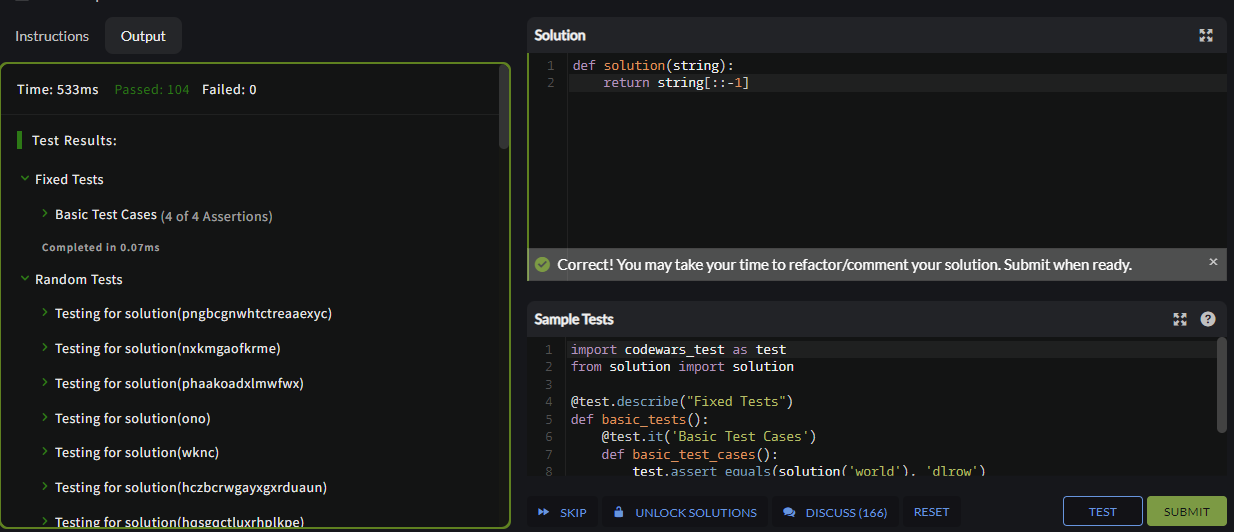 Instructions
Output
Time: 533ms Passed: 104 Failed: 0
Test Results:
Fixed Tests
Basic Test Cases (4 of 4 Assertions)
Completed in 0.07ms
Random Tests
Testing for solution(pngbcgnwhtctreaaexyc)
Testing for solution(nxkmgaofkrme)
Testing for solution(phaakoadxlmwfwx)
Testing for solution(ono)
Testing for solution(wknc)
Testing for solution(hczbcrwgayxgxrduaun)
Testing for solution(hqsgqctluxrhplkpe)
Solution
1 def solution(string):
2     return string[::-1]
Correct! You may take your time to refactor/comment your solution. Submit when ready.
Sample Tests
1 import codewars_test as test
2 from solution import solution
3
4 @test.describe("Fixed Tests")
5 def basic_tests():
6     @test.it('Basic Test Cases')
7     def basic_test_cases():
8         test.assert_equals(solution('world'), 'dlrow')
SKIP
UNLOCK SOLUTIONS
DISCUSS (166)
RESET
TEST
SUBMIT